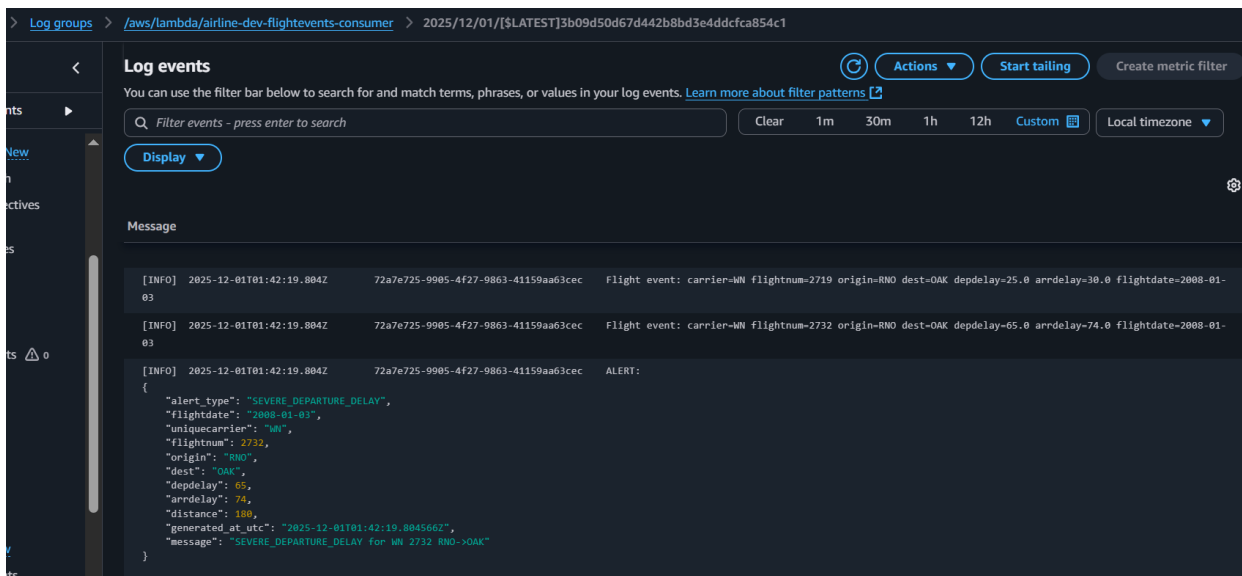 > Log groups > /aws/lambda/airline-dev-flightevents-consumer > 2025/12/01/[$LATEST]3b09d50d67d442b8bd3e4ddcfca854c1
Log events
Actions ▼ Start tailing Create metric filter
You can use the filter bar below to search for and match terms, phrases, or values in your log events. Learn more about filter patterns
nts
Filter events - press enter to search
Clear 1m 30m 1h 12h Custom Local timezone ▼
New
Display ▼
ectives
es
Message
[INFO] 2025-12-01T01:42:19.804Z 72a7e725-9905-4f27-9863-41159aa63cec Flight event: carrier=WN flightnum=2719 origin=RNO dest=OAK depdelay=25.0 arrdelay=30.0 flightdate=2008-01-
03
[INFO] 2025-12-01T01:42:19.804Z 72a7e725-9905-4f27-9863-41159aa63cec Flight event: carrier=WN flightnum=2732 origin=RNO dest=OAK depdelay=65.0 arrdelay=74.0 flightdate=2008-01-
03
ts 0
[INFO] 2025-12-01T01:42:19.804Z 72a7e725-9905-4f27-9863-41159aa63cec ALERT:
{
"alert_type": "SEVERE_DEPARTURE_DELAY",
"flightdate": "2008-01-03",
"uniquecarrier": "WN",
"flightnum": 2732,
"origin": "RNO",
"dest": "OAK",
"depdelay": 65,
"arrdelay": 74,
"distance": 180,
"generated_at_utc": "2025-12-01T01:42:19.804566Z",
"message": "SEVERE_DEPARTURE_DELAY for WN 2732 RNO->OAK"
}